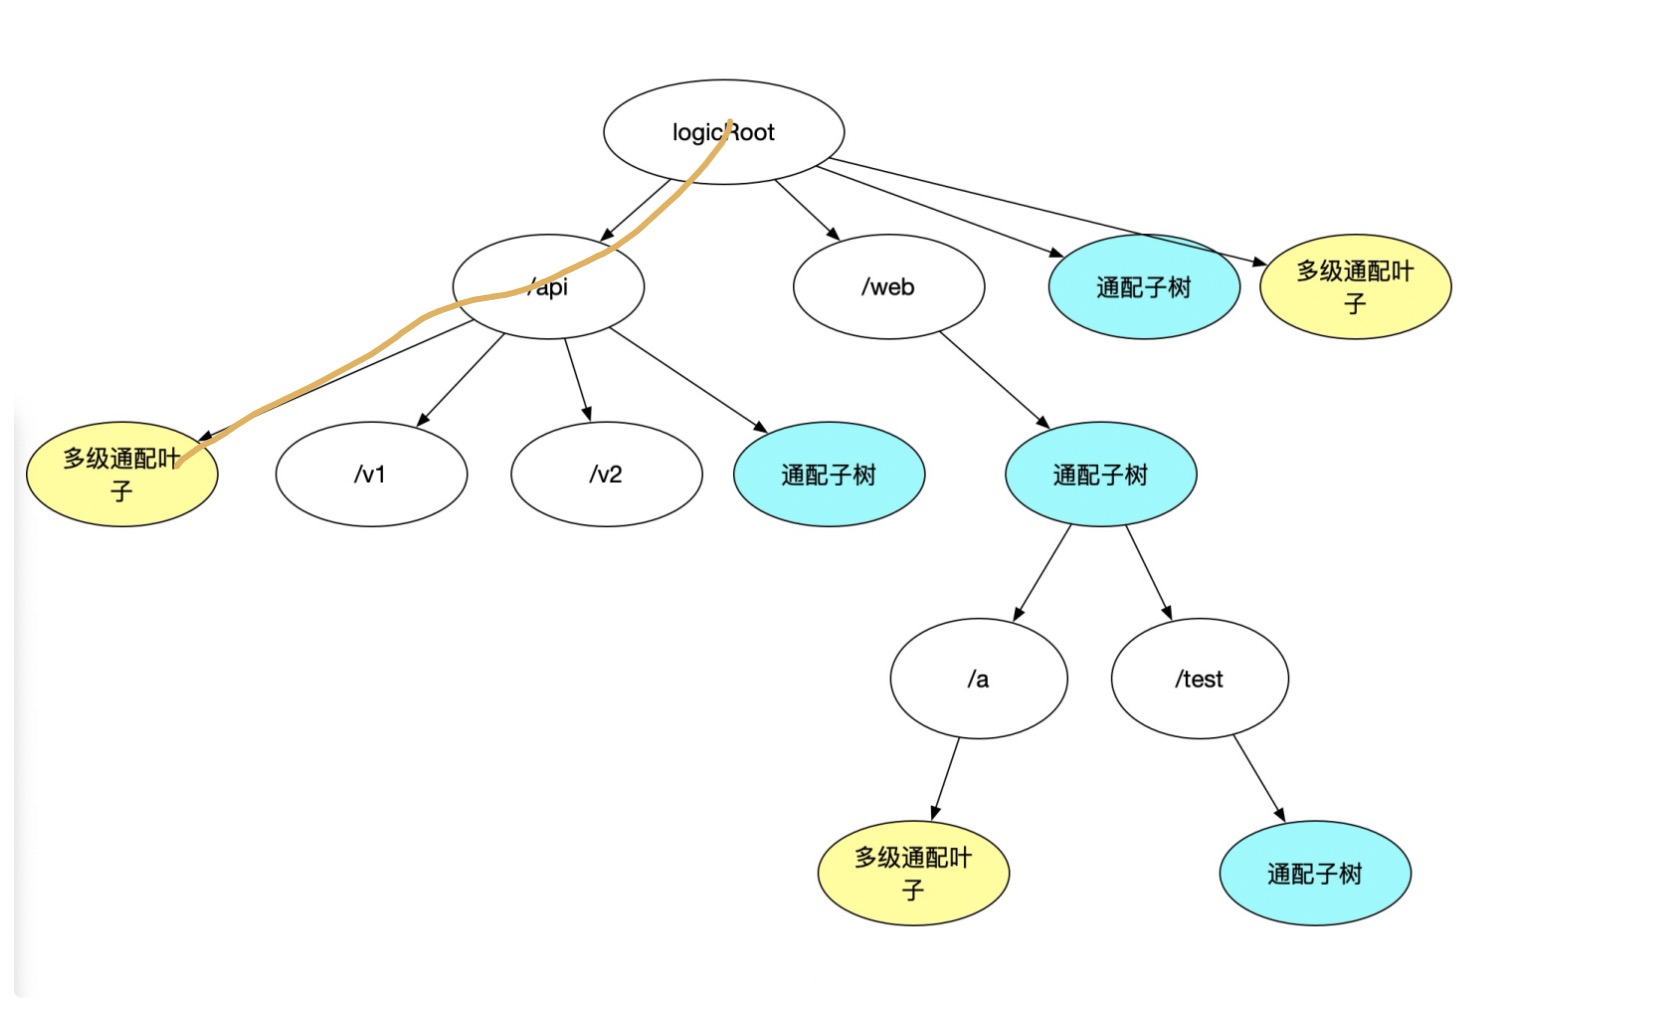 logicRoot
/api
/web
通配子树
多级通配叶
子
多级通配叶
子
/v1
/v2
通配子树
通配子树
/a
/test
多级通配叶
子
通配子树